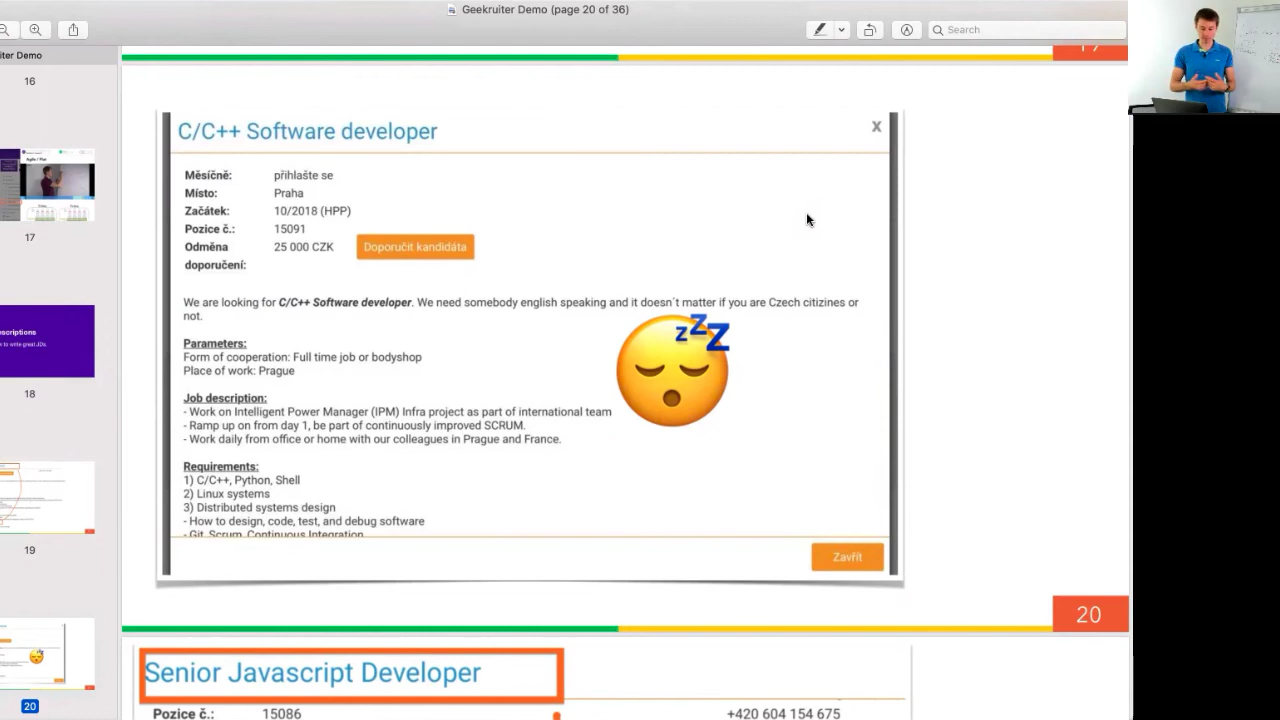 Geekruiter Demo (page 20 of 36)
Search
iter Demo
16
17
17
18
19
20
C/C++ Software developer
X
Měsíčně: přihlašte se
Místo: Praha
Začátek: 10/2018 (HPP)
Pozice č.: 15091
Odměna doporučení: 25 000 CZK
Doporučit kandidáta
We are looking for C/C++ Software developer. We need somebody english speaking and it doesn´t matter if you are Czech citizines or
not.
Parameters:
Form of cooperation: Full time job or bodyshop
Place of work: Prague
Job description:
- Work on Intelligent Power Manager (IPM) Infra project as part of international team
- Ramp up on from day 1, be part of continuously improved SCRUM.
- Work daily from office or home with our colleagues in Prague and France.
Requirements:
1) C/C++, Python, Shell
2) Linux systems
3) Distributed systems design
- How to design, code, test, and debug software
- Git, Scrum, Continuous Integration
Zavřít
zzz
20
Senior Javascript Developer
Pozice č.: 15086
+420 604 154 675